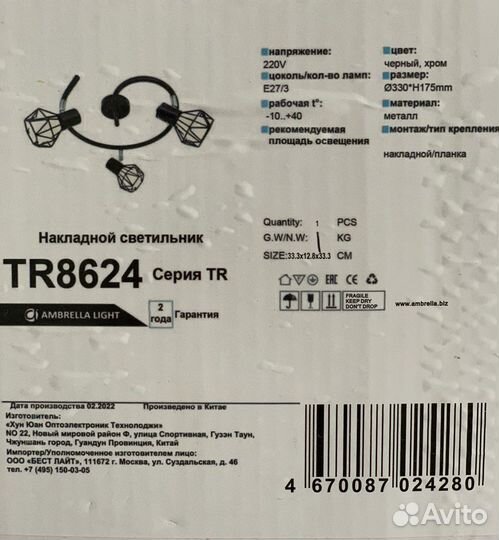 напряжение:
220V
цоколь/кол-во ламп:
E27/3
рабочая t°:
-10..+40
рекомендуемая
площадь освещения
цвет:
черный, хром
размер:
Ø330*H175mm
материал:
металл
монтаж/тип крепления
накладной/планка
Накладной светильник
TR8624 Серия TR
AMBRELLA LIGHT
2 года Гарантия
Quantity: 1 PCS
G.W/N.W: / KG
SIZE: 33.3x12.8x33.3 CM
EAC CE
FRAGILE
KEEP DRY
DON'T DROP
www.ambrella.biz
Дата производства 02.2022 Произведено в Китае
Изготовитель:
«Хун Юан Оптоэлектроник Технолоджи»
NO 22, Новый мировой район Ф, улица Спортивная, Гузэн Таун,
Чжуншань город, Гуандун Провинция, Китай
Импортер/Уполномоченное изготовителем лицо:
ООО «БЕСТ ЛАЙТ», 111672 г. Москва, ул. Суздальская, д. 46
тел. +7 (495) 150-03-05
4 670087 024280
Avito